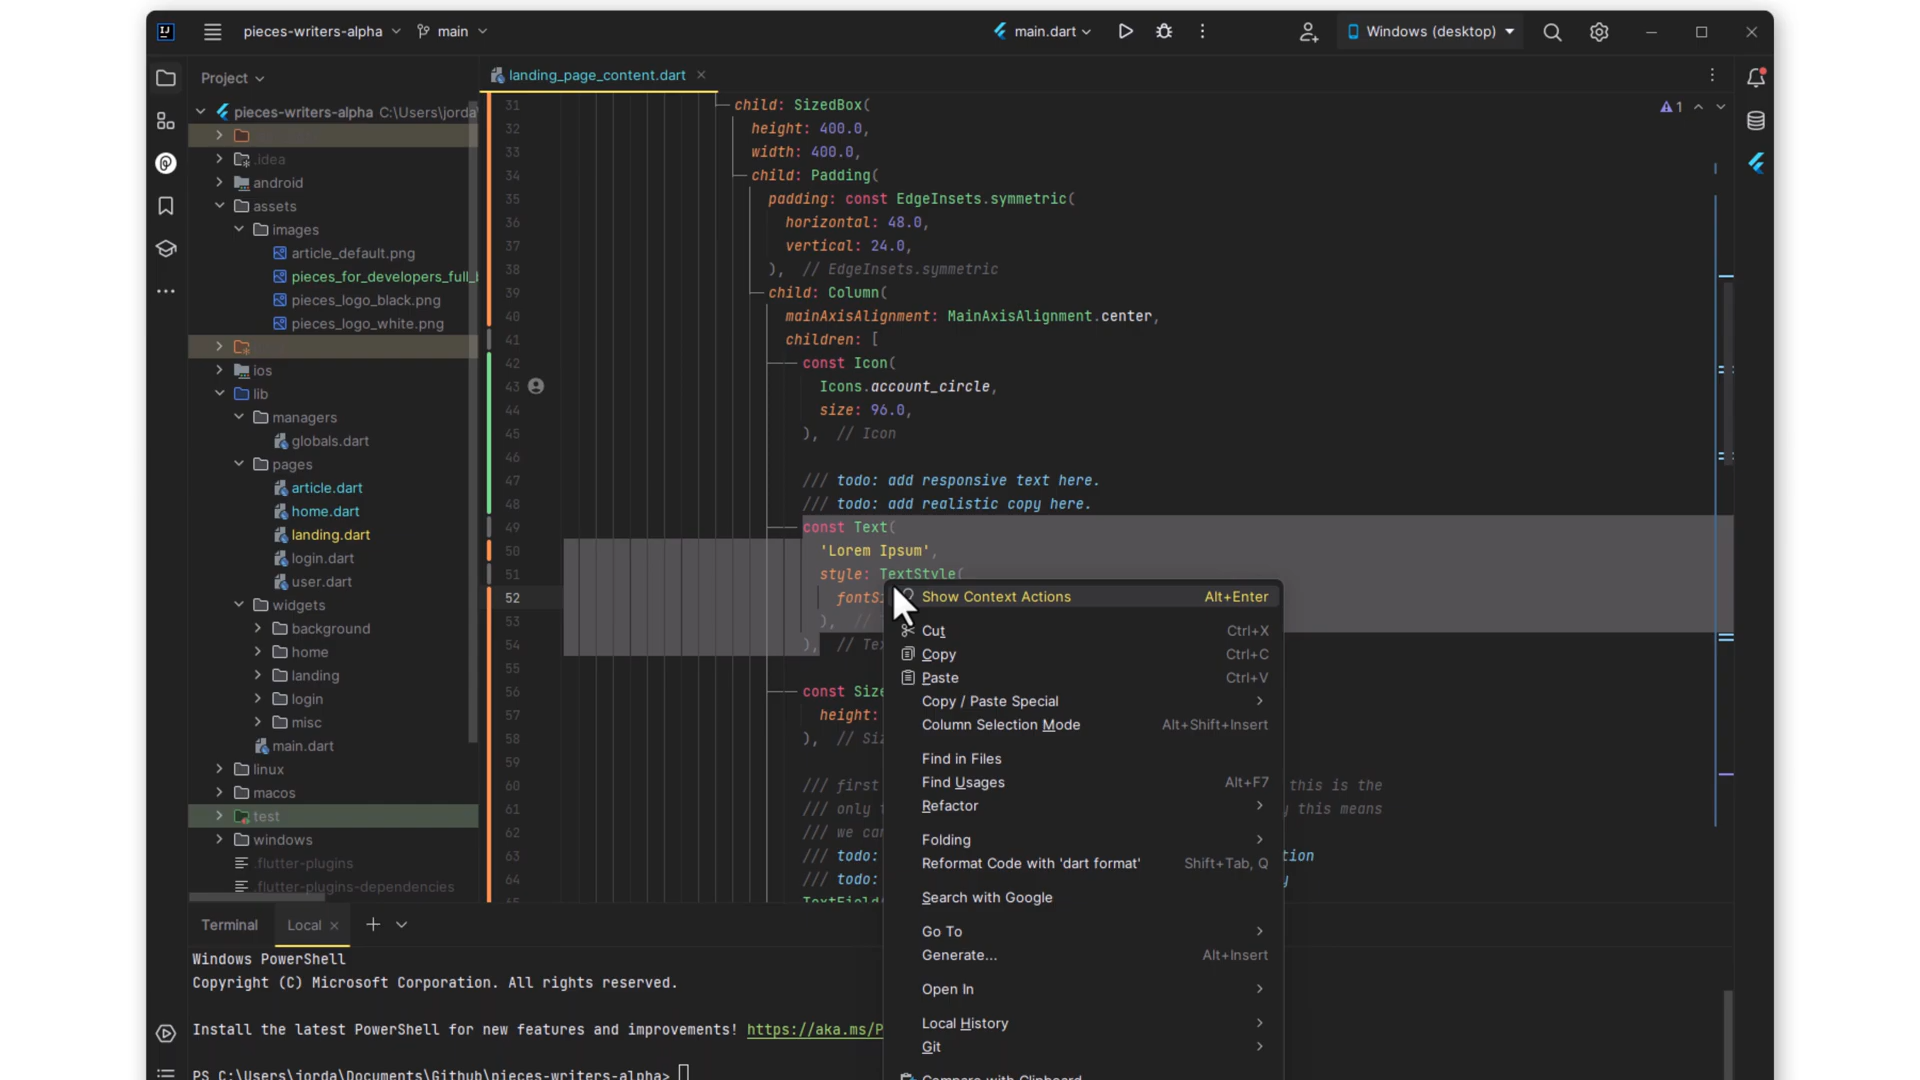 IJ
pieces-writers-alpha
main
main.dart
Windows (desktop)
Project
landing_page_content.dart
pieces-writers-alpha C:\Users\jorda
.idea
android
assets
images
article_default.png
pieces_for_developers_full_
pieces_logo_black.png
pieces_logo_white.png
ios
lib
managers
globals.dart
pages
article.dart
home.dart
landing.dart
login.dart
user.dart
widgets
background
home
landing
login
misc
main.dart
linux
macos
test
windows
.flutter-plugins
.flutter-plugins-dependencies
1
31 child: SizedBox(
32 height: 400.0,
33 width: 400.0,
34 child: Padding(
35 padding: const EdgeInsets.symmetric(
36 horizontal: 48.0,
37 vertical: 24.0,
38 ), // EdgeInsets.symmetric
39 child: Column(
40 mainAxisAlignment: MainAxisAlignment.center,
41 children: [
42 const Icon(
43 Icons.account_circle,
44 size: 96.0,
45 ), // Icon
46
47 /// todo: add responsive text here.
48 /// todo: add realistic copy here.
49 const Text(
50 'Lorem Ipsum',
51 style: TextStyle(
52 fontS
53 ), //
54 ), // Te
55
56 const Size
57 height:
58 ), // Siz
59
60 /// first this is the
61 /// only this means
62 /// we can
63 /// todo: tion
64 /// todo:
65 TextField
Show Context Actions Alt+Enter
Cut Ctrl+X
Copy Ctrl+C
Paste Ctrl+V
Copy / Paste Special
Column Selection Mode Alt+Shift+Insert
Find in Files
Find Usages Alt+F7
Refactor
Folding
Reformat Code with 'dart format' Shift+Tab, Q
Search with Google
Go To
Generate... Alt+Insert
Open In
Local History
Git
Compare with Clipboard
Terminal
Local
Windows PowerShell
Copyright (C) Microsoft Corporation. All rights reserved.
Install the latest PowerShell for new features and improvements! https://aka.ms/P
PS C:\Users\jorda\Documents\Github\pieces-writers-alpha>